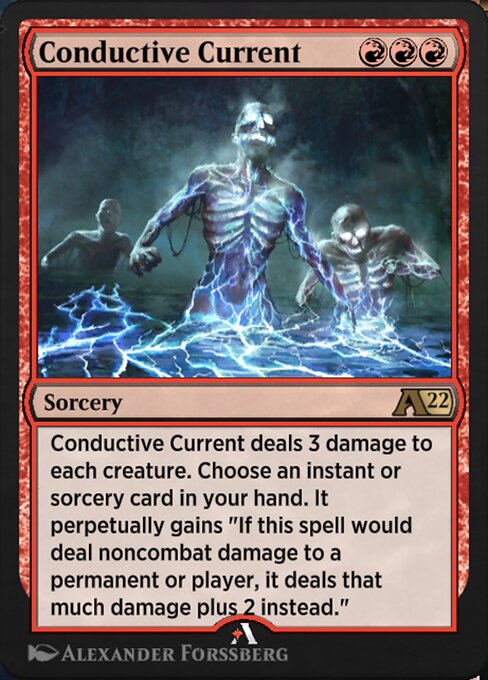 Conductive Current
Sorcery
A22
Conductive Current deals 3 damage to
each creature. Choose an instant or
sorcery card in your hand. It
perpetually gains "If this spell would
deal noncombat damage to a
permanent or player, it deals that
much damage plus 2 instead."
Alexander Forssberg